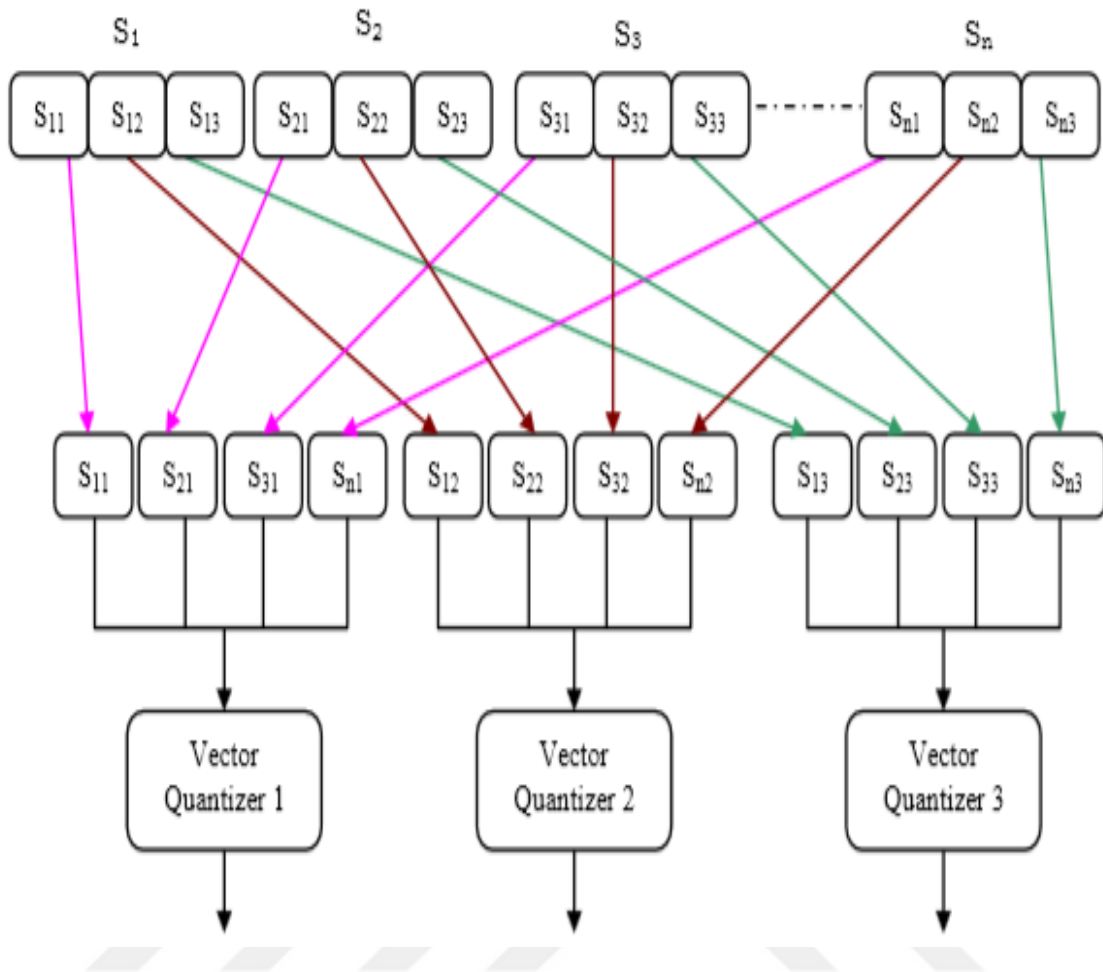 S₁ S₂ S₃ Sₙ
S₁₁ S₁₂ S₁₃ S₂₁ S₂₂ S₂₃ S₃₁ S₃₂ S₃₃ Sₙ₁ Sₙ₂ Sₙ₃
S₁₁ S₂₁ S₃₁ Sₙ₁ S₁₂ S₂₂ S₃₂ Sₙ₂ S₁₃ S₂₃ S₃₃ Sₙ₃
Vector
Quantizer 1
Vector
Quantizer 2
Vector
Quantizer 3